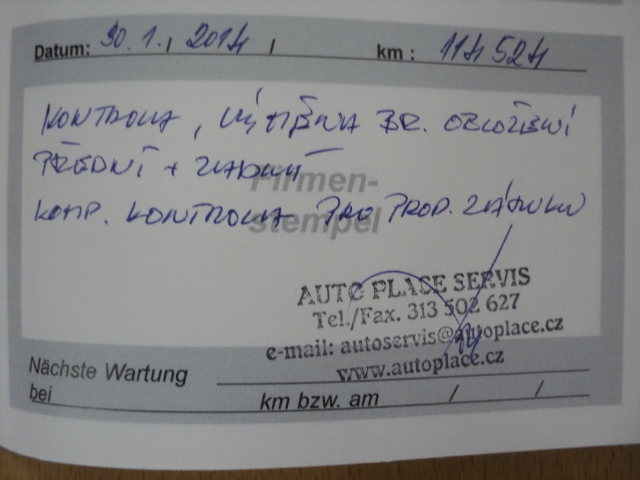 Datum: 30. 1. / 2014 / km : 114 524
KONTROLA, VÝMĚNA BR. OBLOŽENÍ
PŘEDNÍ + ZADNÍ
KOMP. KONTROLA PRO PROD. ZÁRUKU
Firmen-
stempel
AUTO PLACE SERVIS
Tel./Fax. 313 502 627
e-mail: autoservis@autoplace.cz
www.autoplace.cz
Nächste Wartung
bei km bzw. am / /